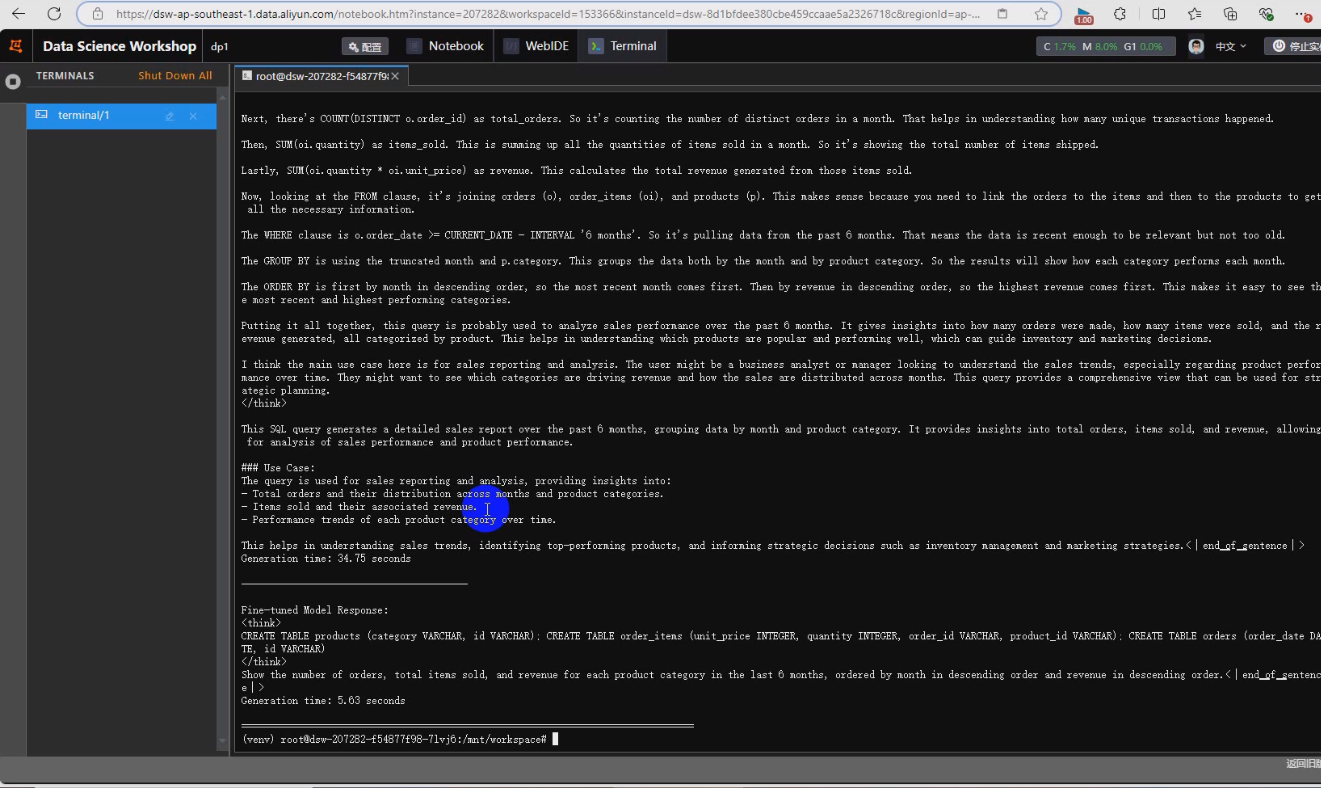 https://dsw-ap-southeast-1.data.aliyun.com/notebook.htm?instance=207282&workspaceId=153366&instanceId=dsw-8d1bfdee380cbe459ccaae5a2326718c&regionId=ap-...
1.00
Data Science Workshop dp1 配置 Notebook WebIDE Terminal C 1.7% M 8.0% G1 0.0% 中文 停止实
TERMINALS Shut Down All root@dsw-207282-f54877f98
terminal/1
Next, there's COUNT(DISTINCT o.order_id) as total_orders. So it's counting the number of distinct orders in a month. That helps in understanding how many unique transactions happened.
Then, SUM(oi.quantity) as items_sold. This is summing up all the quantities of items sold in a month. So it's showing the total number of items shipped.
Lastly, SUM(oi.quantity * oi.unit_price) as revenue. This calculates the total revenue generated from those items sold.
Now, looking at the FROM clause, it's joining orders (o), order_items (oi), and products (p). This makes sense because you need to link the orders to the items and then to the products to get
all the necessary information.
The WHERE clause is o.order_date >= CURRENT_DATE - INTERVAL '6 months'. So it's pulling data from the past 6 months. That means the data is recent enough to be relevant but not too old.
The GROUP BY is using the truncated month and p.category. This groups the data both by the month and by product category. So the results will show how each category performs each month.
The ORDER BY is first by month in descending order, so the most recent month comes first. Then by revenue in descending order, so the highest revenue comes first. This makes it easy to see th
e most recent and highest performing categories.
Putting it all together, this query is probably used to analyze sales performance over the past 6 months. It gives insights into how many orders were made, how many items were sold, and the r
evenue generated, all categorized by product. This helps in understanding which products are popular and performing well, which can guide inventory and marketing decisions.
I think the main use case here is for sales reporting and analysis. The user might be a business analyst or manager looking to understand the sales trends, especially regarding product perfor
mance over time. They might want to see which categories are driving revenue and how the sales are distributed across months. This query provides a comprehensive view that can be used for str
ategic planning.
</think>
This SQL query generates a detailed sales report over the past 6 months, grouping data by month and product category. It provides insights into total orders, items sold, and revenue, allowing
for analysis of sales performance and product performance.
### Use Case:
The query is used for sales reporting and analysis, providing insights into:
- Total orders and their distribution across months and product categories.
- Items sold and their associated revenue.
- Performance trends of each product category over time.
This helps in understanding sales trends, identifying top-performing products, and informing strategic decisions such as inventory management and marketing strategies.<|end_of_sentence|>
Generation time: 34.75 seconds
Fine-tuned Model Response:
<think>
CREATE TABLE products (category VARCHAR, id VARCHAR); CREATE TABLE order_items (unit_price INTEGER, quantity INTEGER, order_id VARCHAR, product_id VARCHAR); CREATE TABLE orders (order_date DA
TE, id VARCHAR)
</think>
Show the number of orders, total items sold, and revenue for each product category in the last 6 months, ordered by month in descending order and revenue in descending order.<|end_of_sentenc
e|>
Generation time: 5.63 seconds
(venv) root@dsw-207282-f54877f98-7lvj6:/mnt/workspace#
返回旧版